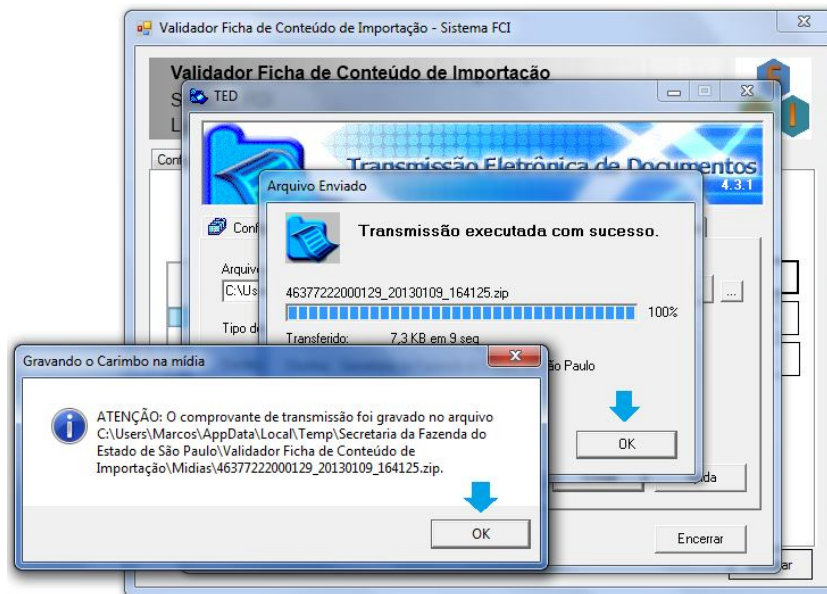 Validador Ficha de Conteúdo de Importação - Sistema FCI
Validador Ficha de Conteúdo de Importação
TED
Transmissão Eletrônica de Documentos
4.3.1
Arquivo Enviado
Transmissão executada com sucesso.
46377222000129_20130109_164125.zip
100%
Transferido: 7,3 KB em 9 seg
ão Paulo
OK
Gravando o Carimbo na mídia
ATENÇÃO: O comprovante de transmissão foi gravado no arquivo
C:\Users\Marcos\AppData\Local\Temp\Secretaria da Fazenda do
Estado de São Paulo\Validador Ficha de Conteúdo de
Importação\Midias\46377222000129_20130109_164125.zip.
OK
Encerrar